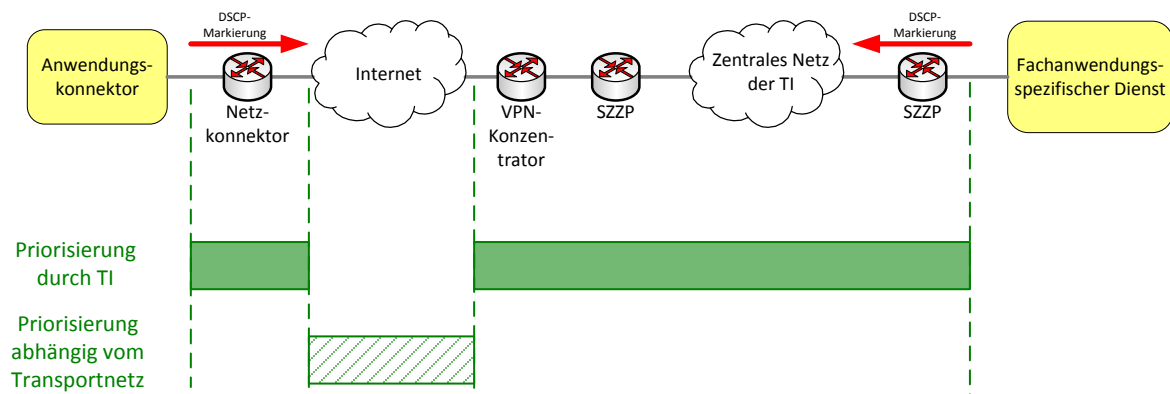 DSCP-
Markierung
DSCP-
Markierung
Anwendungs-
konnektor
Internet
Zentrales Netz
der TI
Fachanwendungs-
spezifischer Dienst
Netz-
konnektor
VPN-
Konzen-
trator
SZZP
SZZP
Priorisierung
durch TI
Priorisierung
abhängig vom
Transportnetz